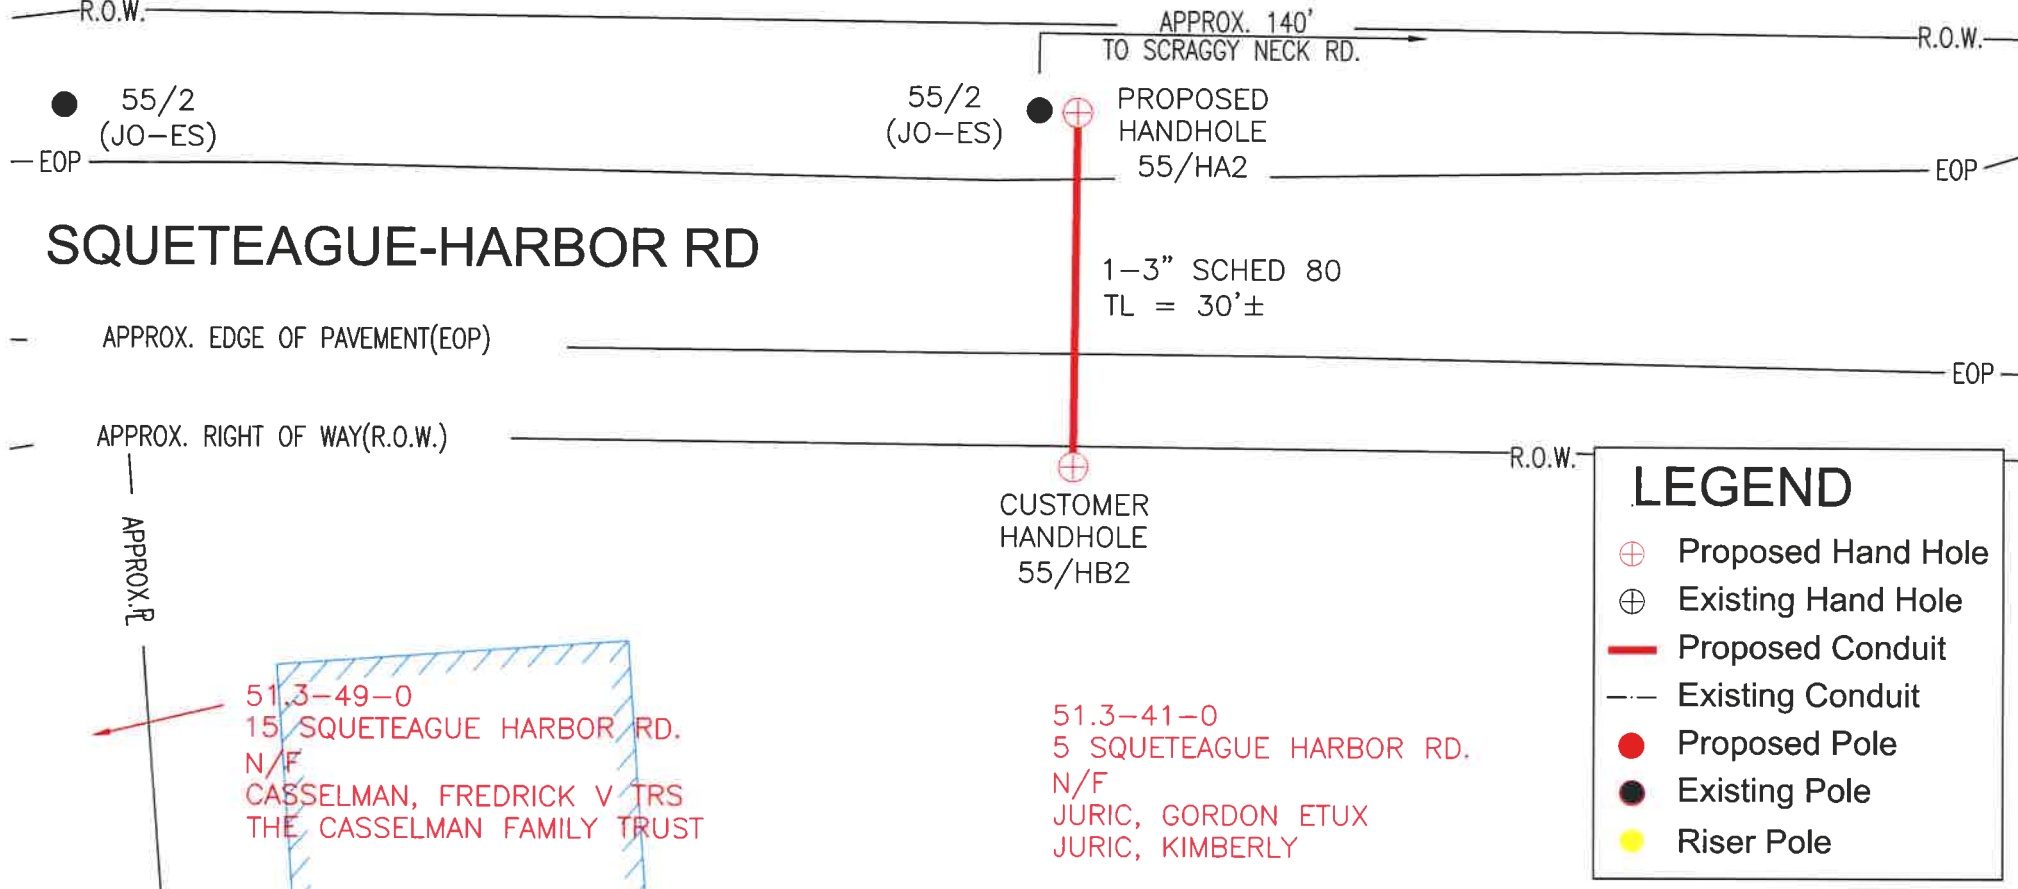 R.O.W.
APPROX. 140'
TO SCRAGGY NECK RD.
R.O.W.
55/2
(JO-ES)
55/2
(JO-ES)
PROPOSED
HANDHOLE
55/HA2
EOP
EOP
SQUETEAGUE-HARBOR RD
1-3" SCHED 80
TL = 30'±
APPROX. EDGE OF PAVEMENT(EOP)
EOP
APPROX. RIGHT OF WAY(R.O.W.)
R.O.W.
CUSTOMER
HANDHOLE
55/HB2
APPROX. PL
51.3-49-0
15 SQUETEAGUE HARBOR RD.
N/F
CASSELMAN, FREDRICK V TRS
THE CASSELMAN FAMILY TRUST
51.3-41-0
5 SQUETEAGUE HARBOR RD.
N/F
JURIC, GORDON ETUX
JURIC, KIMBERLY
LEGEND
Proposed Hand Hole
Existing Hand Hole
Proposed Conduit
Existing Conduit
Proposed Pole
Existing Pole
Riser Pole